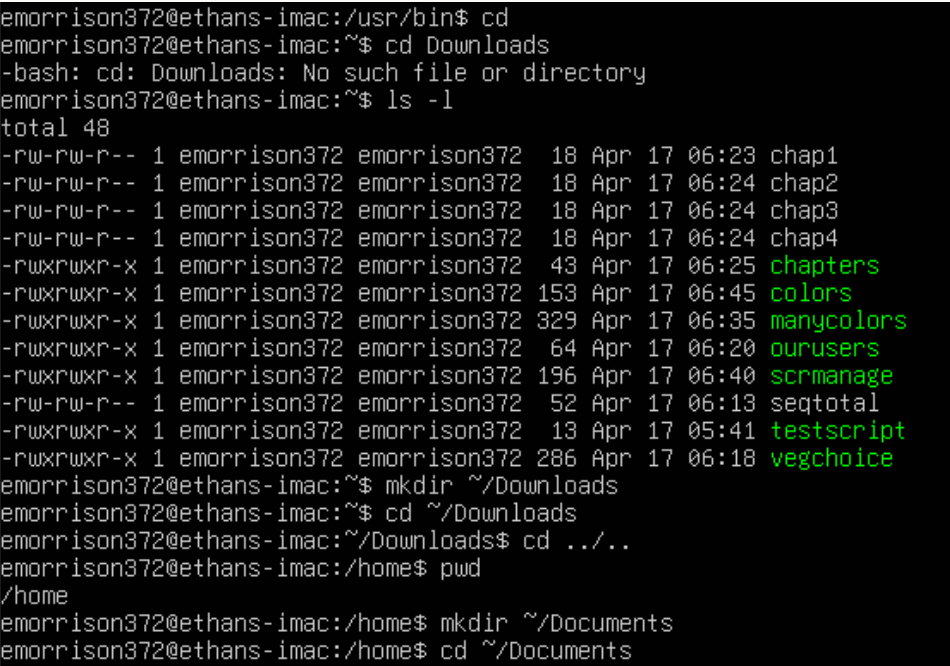 emorrison372@ethans-imac:/usr/bin$ cd
emorrison372@ethans-imac:~$ cd Downloads
-bash: cd: Downloads: No such file or directory
emorrison372@ethans-imac:~$ ls -l
total 48
-rw-rw-r-- 1 emorrison372 emorrison372  18 Apr 17 06:23 chap1
-rw-rw-r-- 1 emorrison372 emorrison372  18 Apr 17 06:24 chap2
-rw-rw-r-- 1 emorrison372 emorrison372  18 Apr 17 06:24 chap3
-rw-rw-r-- 1 emorrison372 emorrison372  18 Apr 17 06:24 chap4
-rwxrwxr-x 1 emorrison372 emorrison372  43 Apr 17 06:25 chapters
-rwxrwxr-x 1 emorrison372 emorrison372 153 Apr 17 06:45 colors
-rwxrwxr-x 1 emorrison372 emorrison372 329 Apr 17 06:35 manycolors
-rwxrwxr-x 1 emorrison372 emorrison372  64 Apr 17 06:20 ourusers
-rwxrwxr-x 1 emorrison372 emorrison372 196 Apr 17 06:40 scrmanage
-rw-rw-r-- 1 emorrison372 emorrison372  52 Apr 17 06:13 seqtotal
-rwxrwxr-x 1 emorrison372 emorrison372  13 Apr 17 05:41 testscript
-rwxrwxr-x 1 emorrison372 emorrison372 286 Apr 17 06:18 vegchoice
emorrison372@ethans-imac:~$ mkdir ~/Downloads
emorrison372@ethans-imac:~$ cd ~/Downloads
emorrison372@ethans-imac:~/Downloads$ cd ../..
emorrison372@ethans-imac:/home$ pwd
/home
emorrison372@ethans-imac:/home$ mkdir ~/Documents
emorrison372@ethans-imac:/home$ cd ~/Documents